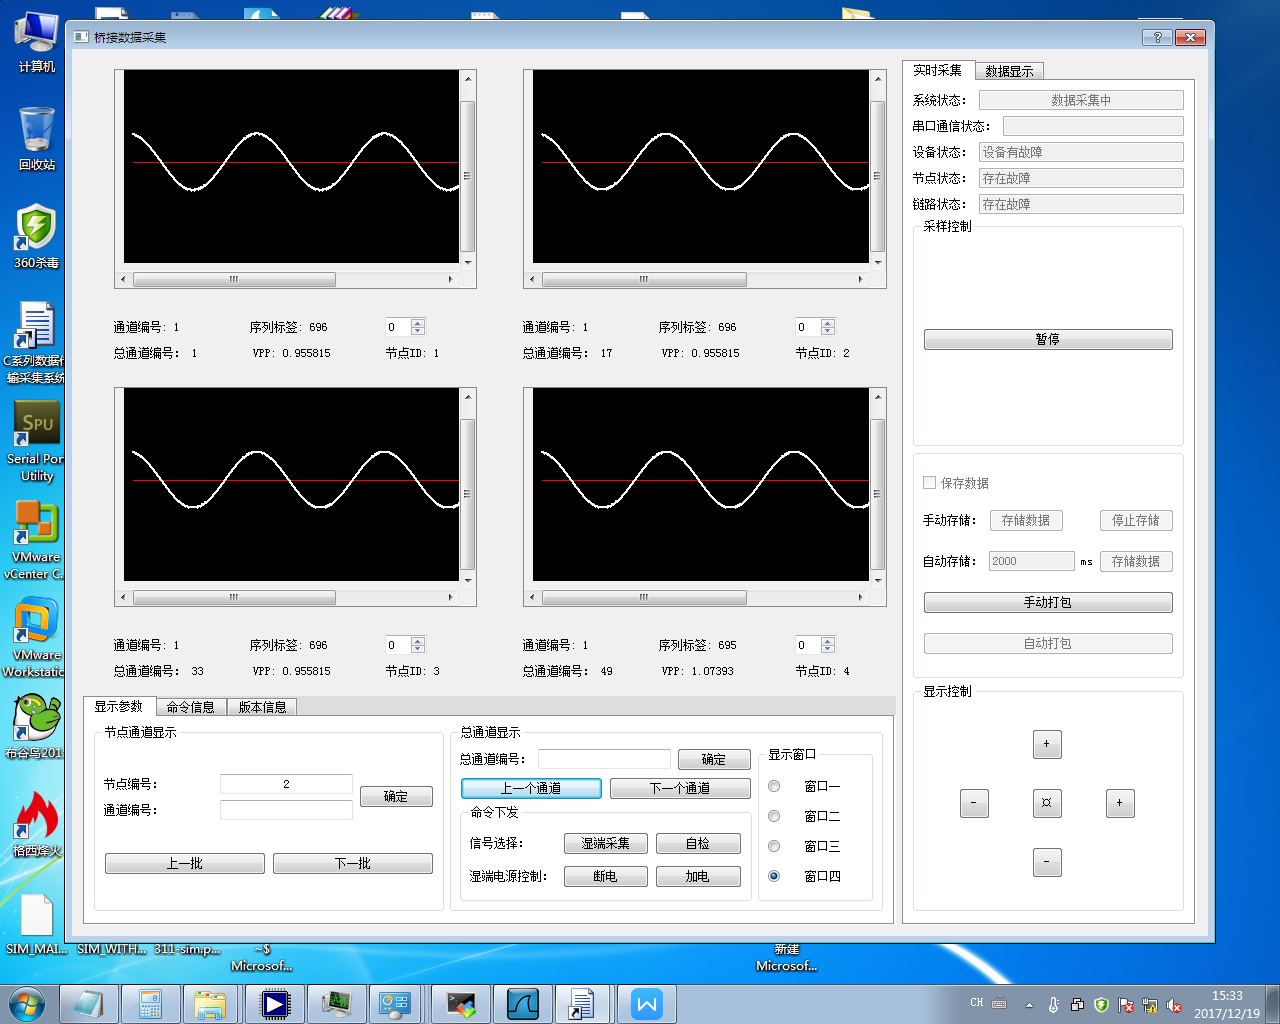 桥接数据采集
计算机
回收站
360杀毒
C系列数据传
输采集系统
Serial Por
Utility
VMware
vCenter C...
VMware
Workstatic
布谷鸟201
格西烽火
SIM_MAI...
SIM_WITH...
311-sim.p...
~$
Microsof...
新建
Microsof...
通道编号: 1
序列标签: 696
0
总通道编号: 1
VPP: 0.955815
节点ID: 1
通道编号: 1
序列标签: 696
0
总通道编号: 17
VPP: 0.955815
节点ID: 2
通道编号: 1
序列标签: 696
0
总通道编号: 33
VPP: 0.955815
节点ID: 3
通道编号: 1
序列标签: 695
0
总通道编号: 49
VPP: 1.07393
节点ID: 4
显示参数
命令信息
版本信息
节点通道显示
节点编号:
2
通道编号:
确定
上一批
下一批
总通道显示
总通道编号:
确定
上一个通道
下一个通道
命令下发
信号选择:
湿端采集
自检
湿端电源控制:
断电
加电
显示窗口
窗口一
窗口二
窗口三
窗口四
实时采集
数据显示
系统状态:
数据采集中
串口通信状态:
设备状态:
设备有故障
节点状态:
存在故障
链路状态:
存在故障
采样控制
暂停
保存数据
手动存储:
存储数据
停止存储
自动存储:
2000
ms
存储数据
手动打包
自动打包
显示控制
+
-
¤
+
-
CH
15:33
2017/12/19